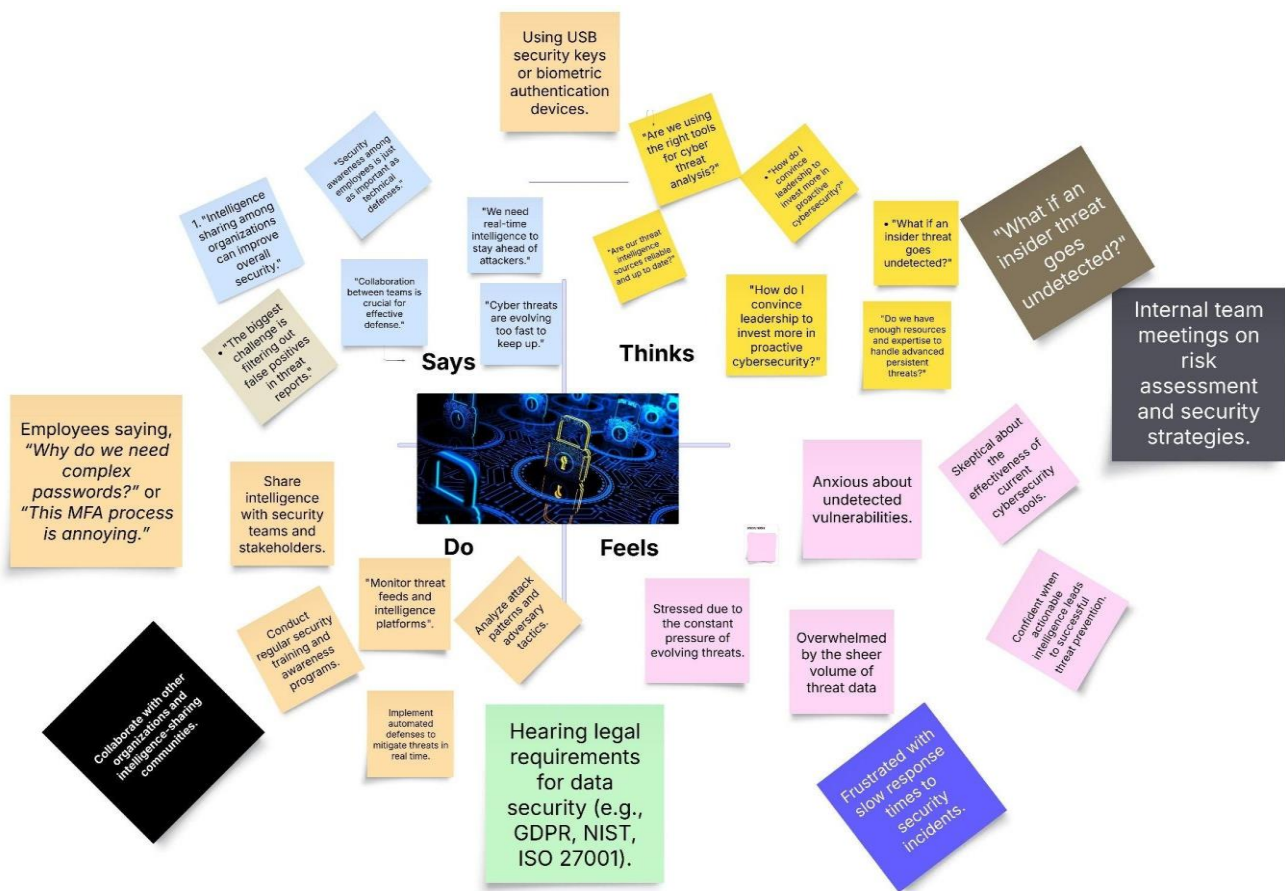 Using USB
security keys
or biometric
authentication
devices.
"Security
awareness among
employees is just
as important as
technical
defenses."
1. "Intelligence
sharing among
organizations
can improve
overall
security."
"We need
real-time
intelligence to
stay ahead of
attackers."
"Collaboration
between teams is
crucial for
effective
defense."
"Cyber threats
are evolving
too fast to
keep up."
• "The biggest
challenge is
filtering out
false positives
in threat
reports."
Says
"Are we using
the right tools
for cyber
threat
analysis?"
• "How do I
convince
leadership to
invest more in
proactive
cybersecurity?"
"Are our threat
intelligence
sources reliable
and up to date?"
• "What if an
insider threat
goes
undetected?"
"How do I
convince
leadership to
invest more in
proactive
cybersecurity?"
"Do we have
enough resources
and expertise to
handle advanced
persistent
threats?"
Thinks
"What if an
insider threat
goes
undetected?"
Internal team
meetings on
risk
assessment
and security
strategies.
Employees saying,
“Why do we need
complex
passwords?” or
“This MFA process
is annoying.”
Share
intelligence
with security
teams and
stakeholders.
Do
"Monitor threat
feeds and
intelligence
platforms".
Analyze attack
patterns and
adversary
tactics.
Conduct
regular security
training and
awareness
programs.
Implement
automated
defenses to
mitigate threats in
real time.
Collaborate with other
organizations and
intelligence-sharing
communities.
Hearing legal
requirements
for data
security (e.g.,
GDPR, NIST,
ISO 27001).
Feels
Anxious about
undetected
vulnerabilities.
Skeptical about
the
effectiveness of
current
cybersecurity
tools.
Stressed due to
the constant
pressure of
evolving threats.
Overwhelmed
by the sheer
volume of
threat data
Confident when
actionable
intelligence leads
to successful
threat prevention.
Frustrated with
slow response
times to
security
incidents.